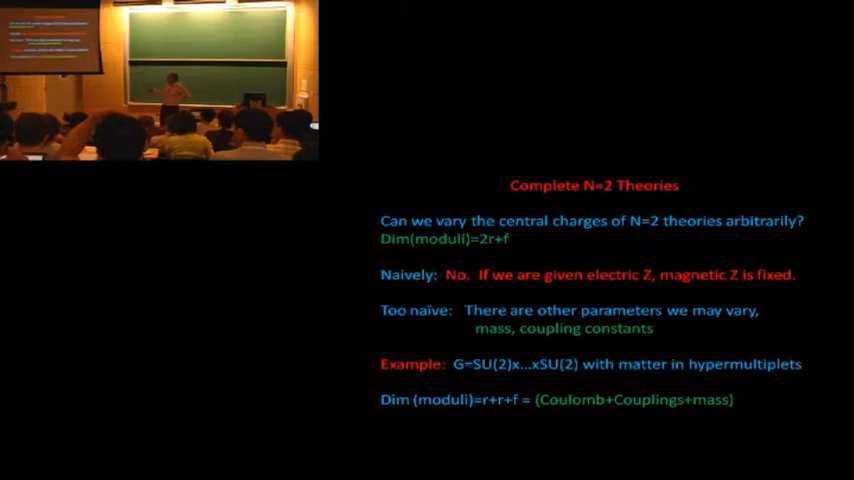 Complete N=2 Theories
Can we vary the central charges of N=2 theories arbitrarily?
Dim(moduli)=2r+f
Naively: No. If we are given electric Z, magnetic Z is fixed.
Too naïve: There are other parameters we may vary,
mass, coupling constants
Example: G=SU(2)x...xSU(2) with matter in hypermultiplets
Dim (moduli)=r+r+f = (Coulomb+Couplings+mass)